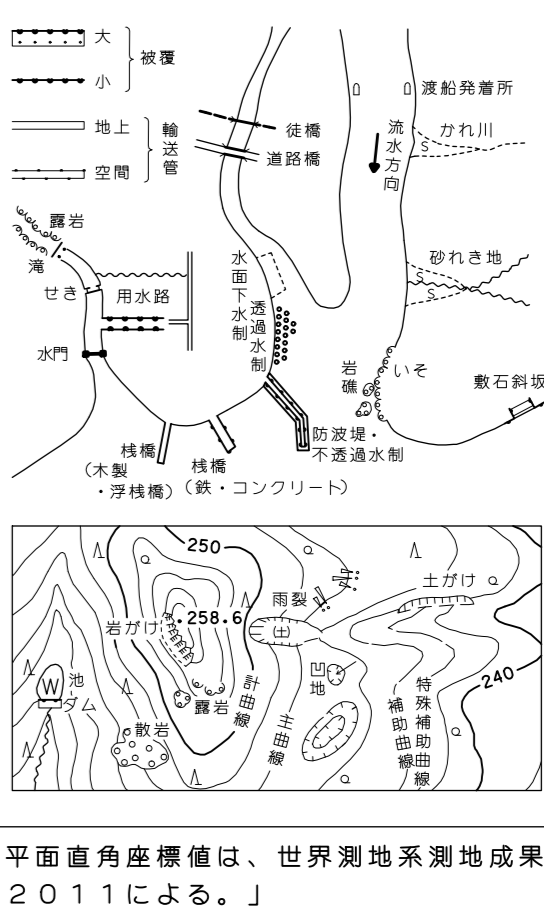 大
小
被覆
地上
空間
輸送管
徒橋
道路橋
渡船発着所
流水方向
かれ川
S
露岩
滝
せき
用水路
水門
水面下水制
透過水制
砂れき地
S
S
岩礁
いそ
敷石斜坂
防波堤・
不透過水制
桟橋
(木製
・浮桟橋)
桟橋
(鉄・コンクリート)
250
258.6
岩がけ
雨裂
土がけ
(土)
凹地
池
W
ダム
露岩
散岩
計曲線
主曲線
補助曲線
特殊補助曲線
240
平面直角座標値は、世界測地系測地成果
2011による。」